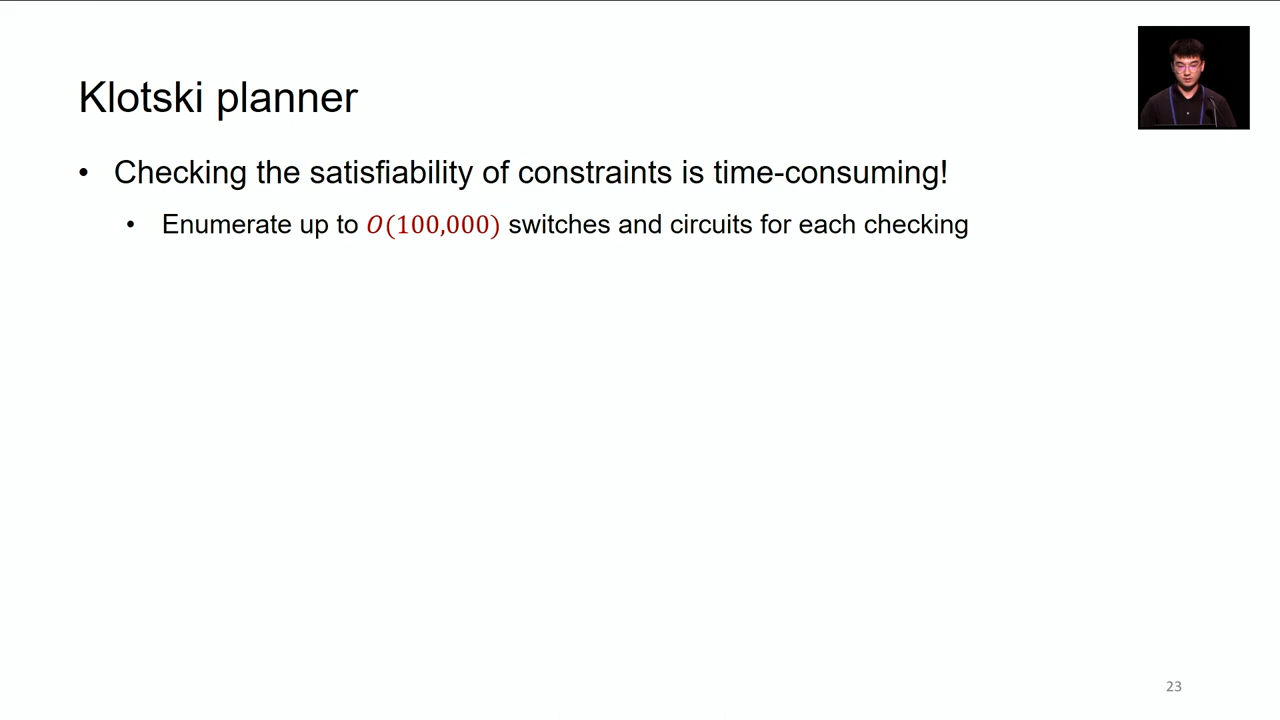 Klotski planner
• Checking the satisfiability of constraints is time-consuming!
• Enumerate up to O(100,000) switches and circuits for each checking
23